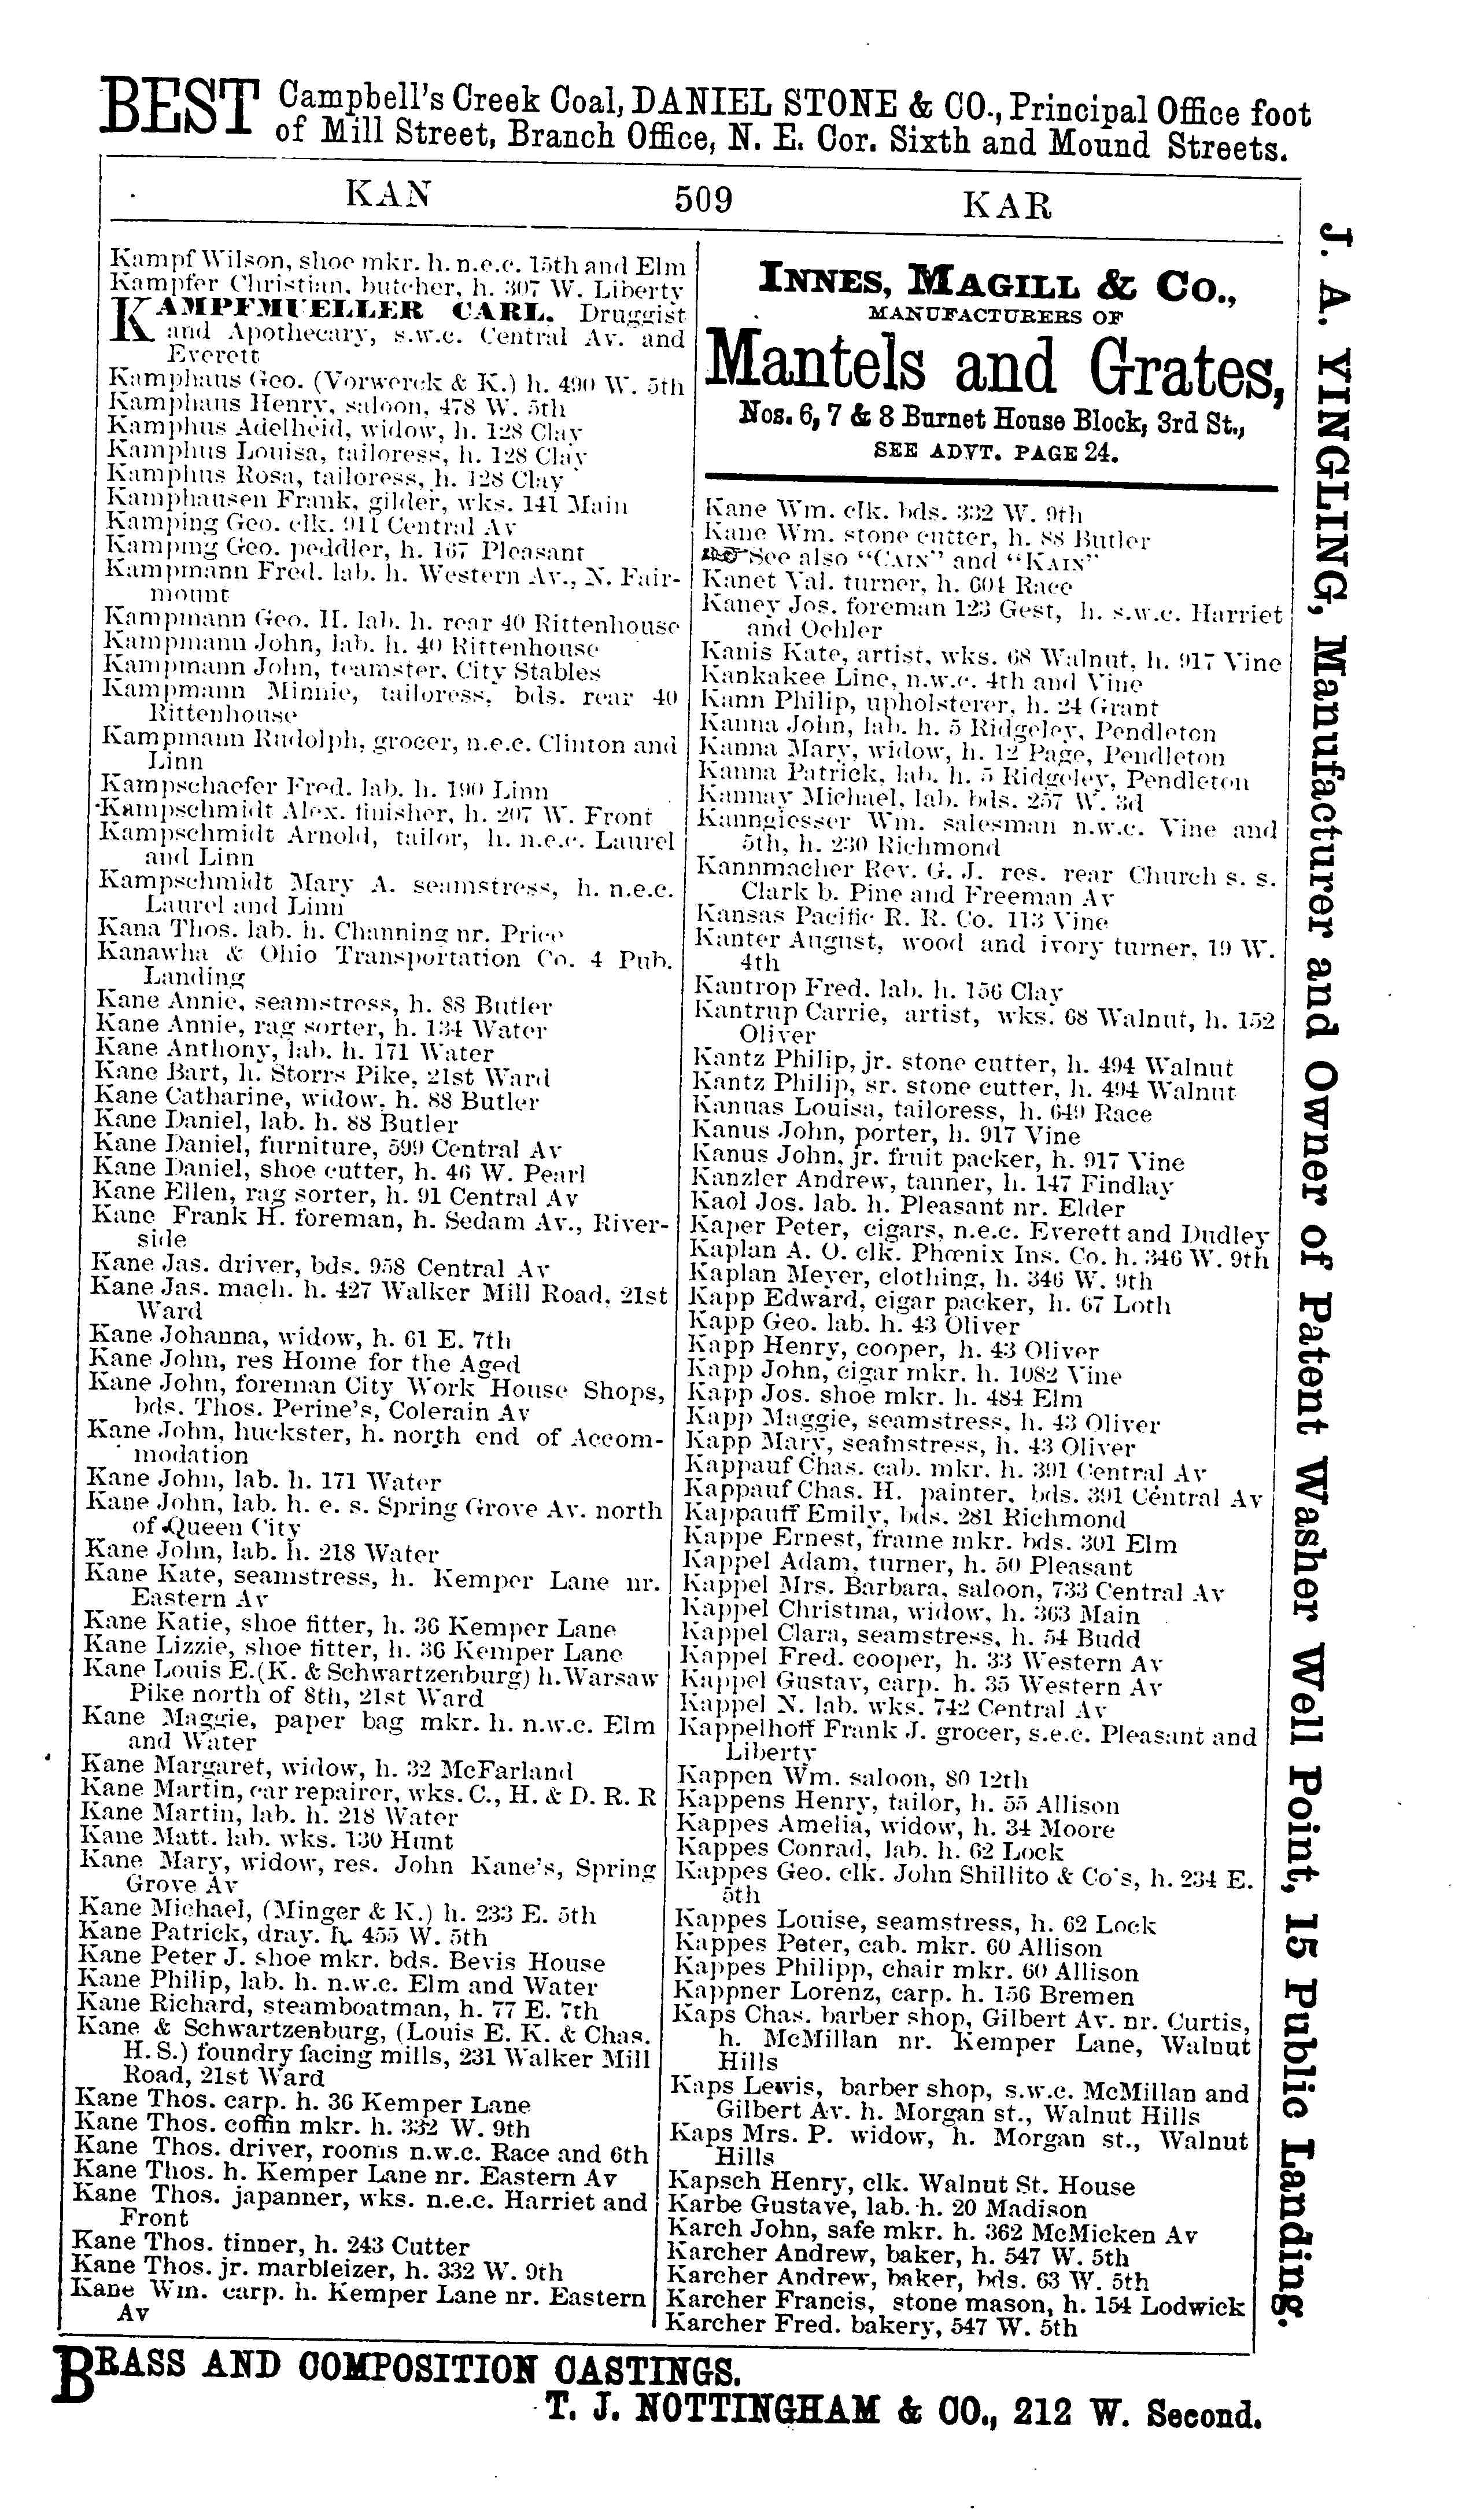 BEST Campbell's Creek Coal, DANIEL STONE & CO., Principal Office foot
of Mill Street, Branch Office, N. E. Cor. Sixth and Mound Streets.
KAN 509 KAR
Kampf Wilson, shoe mkr. h. n.e.c. 15th and Elm
Kampfer Christian, butcher, h. 307 W. Liberty
KAMPFMUELLER CARL. Druggist
and Apothecary, s.w.c. Central Av. and
Everett
Kamphaus Geo. (Vorwerck & K.) h. 490 W. 5th
Kamphaus Henry, saloon, 478 W. 5th
Kamphus Adelheid, widow, h. 128 Clay
Kamphus Louisa, tailoress, h. 128 Clay
Kamphus Rosa, tailoress, h. 128 Clay
Kamphausen Frank, gilder, wks. 141 Main
Kamping Geo. clk. 911 Central Av
Kamping Geo. peddler, h. 167 Pleasant
Kampmann Fred. lab. h. Western Av., N. Fair-
mount
Kampmann Geo. H. lab. h. rear 40 Rittenhouse
Kampmann John, lab. h. 40 Rittenhouse
Kampmann John, teamster, City Stables
Kampmann Minnie, tailoress, bds. rear 40
Rittenhouse
Kampmann Rudolph, grocer, n.e.c. Clinton and
Linn
Kampschaefer Fred. lab. h. 190 Linn
Kampschmidt Alex. finisher, h. 207 W. Front
Kampschmidt Arnold, tailor, h. n.e.c. Laurel
and Linn
Kampschmidt Mary A. seamstress, h. n.e.c.
Laurel and Linn
Kana Thos. lab. h. Channing nr. Price
Kanawha & Ohio Transportation Co. 4 Pub.
Landing
Kane Annie, seamstress, h. 88 Butler
Kane Annie, rag sorter, h. 134 Water
Kane Anthony, lab. h. 171 Water
Kane Bart, h. Storrs Pike, 21st Ward
Kane Catharine, widow, h. 88 Butler
Kane Daniel, lab. h. 88 Butler
Kane Daniel, furniture, 599 Central Av
Kane Daniel, shoe cutter, h. 46 W. Pearl
Kane Ellen, rag sorter, h. 91 Central Av
Kane Frank H. foreman, h. Sedam Av., River-
side
Kane Jas. driver, bds. 958 Central Av
Kane Jas. mach. h. 427 Walker Mill Road, 21st
Ward
Kane Johanna, widow, h. 61 E. 7th
Kane John, res Home for the Aged
Kane John, foreman City Work House Shops,
bds. Thos. Perine's, Colerain Av
Kane John, huckster, h. north end of Accom-
modation
Kane John, lab. h. 171 Water
Kane John, lab. h. e. s. Spring Grove Av. north
of Queen City
Kane John, lab. h. 218 Water
Kane Kate, seamstress, h. Kemper Lane nr.
Eastern Av
Kane Katie, shoe fitter, h. 36 Kemper Lane
Kane Lizzie, shoe fitter, h. 36 Kemper Lane
Kane Louis E.(K. & Schwartzenburg) h. Warsaw
Pike north of 8th, 21st Ward
Kane Maggie, paper bag mkr. h. n.w.c. Elm
and Water
Kane Margaret, widow, h. 32 McFarland
Kane Martin, car repairer, wks. C., H. & D. R. R
Kane Martin, lab. h. 218 Water
Kane Matt. lab. wks. 130 Hunt
Kane Mary, widow, res. John Kane's, Spring
Grove Av
Kane Michael, (Minger & K.) h. 233 E. 5th
Kane Patrick, dray. h. 455 W. 5th
Kane Peter J. shoe mkr. bds. Bevis House
Kane Philip, lab. h. n.w.c. Elm and Water
Kane Richard, steamboatman, h. 77 E. 7th
Kane & Schwartzenburg, (Louis E. K. & Chas.
H. S.) foundry facing mills, 231 Walker Mill
Road, 21st Ward
Kane Thos. carp. h. 36 Kemper Lane
Kane Thos. coffin mkr. h. 332 W. 9th
Kane Thos. driver, rooms n.w.c. Race and 6th
Kane Thos. h. Kemper Lane nr. Eastern Av
Kane Thos. japanner, wks. n.e.c. Harriet and
Front
Kane Thos. tinner, h. 243 Cutter
Kane Thos. jr. marbleizer, h. 332 W. 9th
Kane Wm. carp. h. Kemper Lane nr. Eastern
Av
INNES, MAGILL & Co.,
MANUFACTURERS OF
Mantels and Grates,
Nos. 6, 7 & 8 Burnet House Block, 3rd St.,
SEE ADVT. PAGE 24.
Kane Wm. clk. bds. 332 W. 9th
Kane Wm. stone cutter, h. 88 Butler
See also "CAIN" and "KAIN"
Kanet Val. turner, h. 604 Race
Kaney Jos. foreman 123 Gest, h. s.w.c. Harriet
and Oehler
Kanis Kate, artist, wks. 68 Walnut, h. 917 Vine
Kankakee Line, n.w.c. 4th and Vine
Kann Philip, upholsterer, h. 24 Grant
Kanna John, lab. h. 5 Ridgeley, Pendleton
Kanna Mary, widow, h. 12 Page, Pendleton
Kanna Patrick, lab. h. 5 Ridgeley, Pendleton
Kannay Michael, lab. bds. 257 W. 3d
Kanngiesser Wm. salesman n.w.c. Vine and
5th, h. 230 Richmond
Kannmacher Rev. G. J. res. rear Church s. s.
Clark b. Pine and Freeman Av
Kansas Pacific R. R. Co. 113 Vine
Kanter August, wood and ivory turner, 19 W.
4th
Kantrop Fred. lab. h. 156 Clay
Kantrup Carrie, artist, wks. 68 Walnut, h. 152
Oliver
Kantz Philip, jr. stone cutter, h. 494 Walnut
Kantz Philip, sr. stone cutter, h. 494 Walnut
Kanuas Louisa, tailoress, h. 649 Race
Kanus John, porter, h. 917 Vine
Kanus John, jr. fruit packer, h. 917 Vine
Kanzler Andrew, tanner, h. 147 Findlay
Kaol Jos. lab. h. Pleasant nr. Elder
Kaper Peter, cigars, n.e.c. Everett and Dudley
Kaplan A. O. clk. Phœnix Ins. Co. h. 346 W. 9th
Kaplan Meyer, clothing, h. 346 W. 9th
Kapp Edward, cigar packer, h. 67 Loth
Kapp Geo. lab. h. 43 Oliver
Kapp Henry, cooper, h. 43 Oliver
Kapp John, cigar mkr. h. 1082 Vine
Kapp Jos. shoe mkr. h. 484 Elm
Kapp Maggie, seamstress, h. 43 Oliver
Kapp Mary, seamstress, h. 43 Oliver
Kappauf Chas. cab. mkr. h. 391 Central Av
Kappauf Chas. H. painter, bds. 391 Central Av
Kappauff Emily, bds. 281 Richmond
Kappe Ernest, frame mkr. bds. 301 Elm
Kappel Adam, turner, h. 50 Pleasant
Kappel Mrs. Barbara, saloon, 733 Central Av
Kappel Christina, widow, h. 363 Main
Kappel Clara, seamstress, h. 54 Budd
Kappel Fred. cooper, h. 33 Western Av
Kappel Gustav, carp. h. 35 Western Av
Kappel N. lab. wks. 742 Central Av
Kappelhoff Frank J. grocer, s.e.c. Pleasant and
Liberty
Kappen Wm. saloon, 80 12th
Kappens Henry, tailor, h. 55 Allison
Kappes Amelia, widow, h. 34 Moore
Kappes Conrad, lab. h. 62 Lock
Kappes Geo. clk. John Shillito & Co's, h. 234 E.
5th
Kappes Louise, seamstress, h. 62 Lock
Kappes Peter, cab. mkr. 60 Allison
Kappes Philipp, chair mkr. 60 Allison
Kappner Lorenz, carp. h. 156 Bremen
Kaps Chas. barber shop, Gilbert Av. nr. Curtis,
h. McMillan nr. Kemper Lane, Walnut
Hills
Kaps Lewis, barber shop, s.w.c. McMillan and
Gilbert Av. h. Morgan st., Walnut Hills
Kaps Mrs. P. widow, h. Morgan st., Walnut
Hills
Kapsch Henry, clk. Walnut St. House
Karbe Gustave, lab. h. 20 Madison
Karch John, safe mkr. h. 362 McMicken Av
Karcher Andrew, baker, h. 547 W. 5th
Karcher Andrew, baker, bds. 63 W. 5th
Karcher Francis, stone mason, h. 154 Lodwick
Karcher Fred. bakery, 547 W. 5th
J. A. YINGLING, Manufacturer and Owner of Patent Washer Well Point, 15 Public Landing.
BRASS AND COMPOSITION CASTINGS.
T. J. NOTTINGHAM & CO., 212 W. Second.